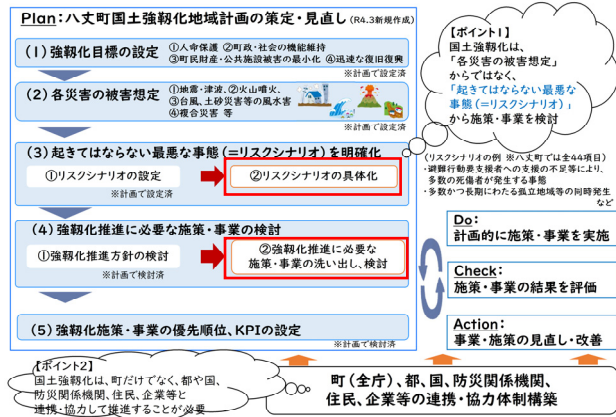 Plan:八丈町国土強靱化地域計画の策定・見直し(R4.3新規作成)
(1)強靱化目標の設定
①人命保護 ②町政・社会の機能維持
③町民財産・公共施設被害の最小化 ④迅速な復旧復興
※計画で設定済
(2)各災害の被害想定
①地震・津波、②火山噴火、
③台風、土砂災害等の風水害
④複合災害 等
※計画で設定済
(3)起きてはならない最悪な事態(=リスクシナリオ)を明確化
①リスクシナリオの設定
②リスクシナリオの具体化
※計画で設定済
(4)強靱化推進に必要な施策・事業の検討
①強靱化推進方針の検討
②強靱化推進に必要な
施策・事業の洗い出し、検討
※計画で検討済
(5)強靱化施策・事業の優先順位、KPIの設定
※計画で検討済
【ポイント1】
国土強靱化は、
「各災害の被害想定」
からではなく、
「起きてはならない最悪な
事態(=リスクシナリオ)」
から施策・事業を検討
(リスクシナリオの例 ※八丈町では全44項目)
・避難行動要支援者への支援の不足等により、
多数の死傷者が発生する事態
・多数かつ長期にわたる孤立地域等の同時発生
など
Do:
計画的に施策・事業を実施
Check:
施策・事業の結果を評価
Action:
事業・施策の見直し・改善
【ポイント2】
国土強靱化は、町だけでなく、都や国、
防災関係機関、住民、企業等と
連携・協力して推進することが必要
町(全庁)、都、国、防災関係機関、
住民、企業等の連携・協力体制構築